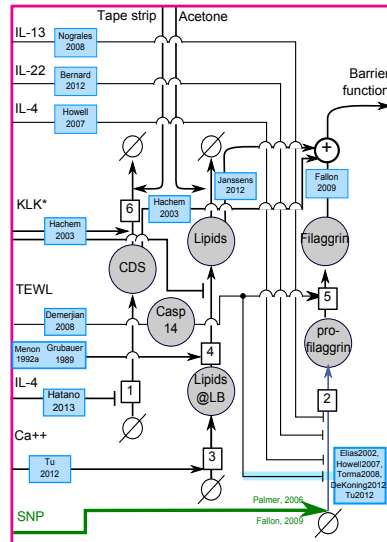 Tape strip
Acetone
IL-13
Nograles
2008
IL-22
Bernard
2012
Barrier
function
IL-4
Howell
2007
∅
∅
+
Janssens
2012
Fallon
2009
Hachem
2003
6
KLK*
Hachem
2003
Lipids
Filaggrin
CDS
TEWL
Casp
14
5
Demerjian
2008
pro-
filaggrin
Menon
1992a
Grubauer
1989
4
IL-4
Hatano
2013
1
Lipids
@LB
2
∅
Ca++
Tu
2012
3
Elias2002,
Howell2007,
Torma2008,
DeKoning2012
Tu2012
∅
SNP
Palmer, 2006
Fallon, 2009
∅